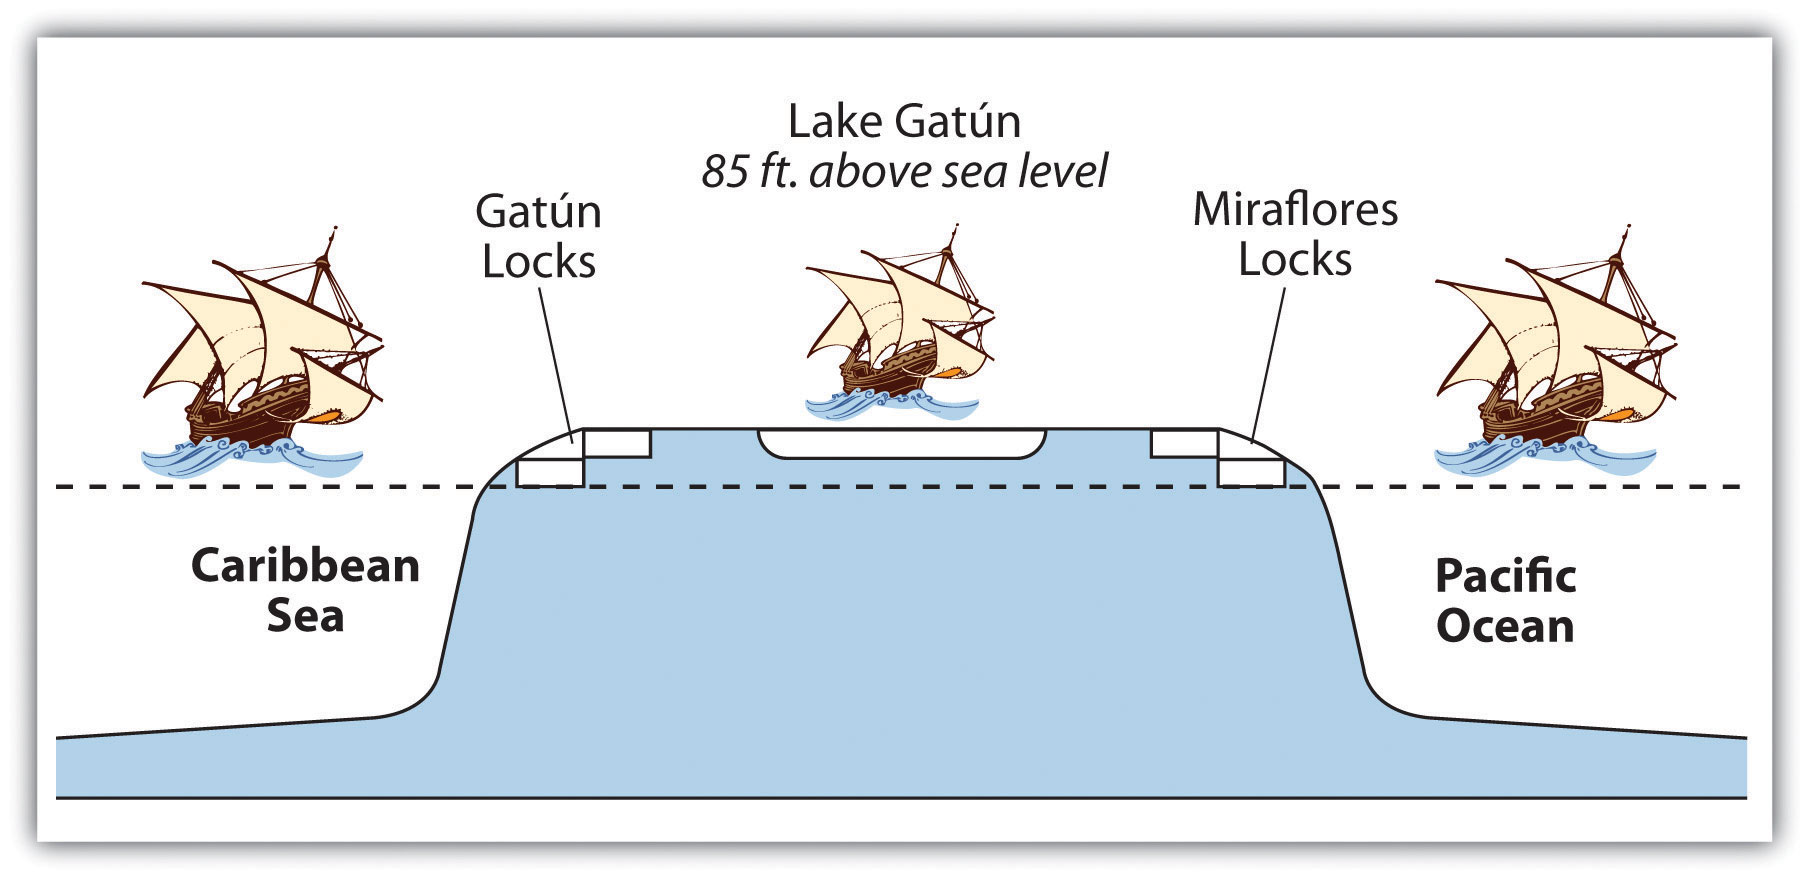 Lake Gatún
85 ft. above sea level
Gatún
Locks
Miraflores
Locks
Caribbean
Sea
Pacific
Ocean